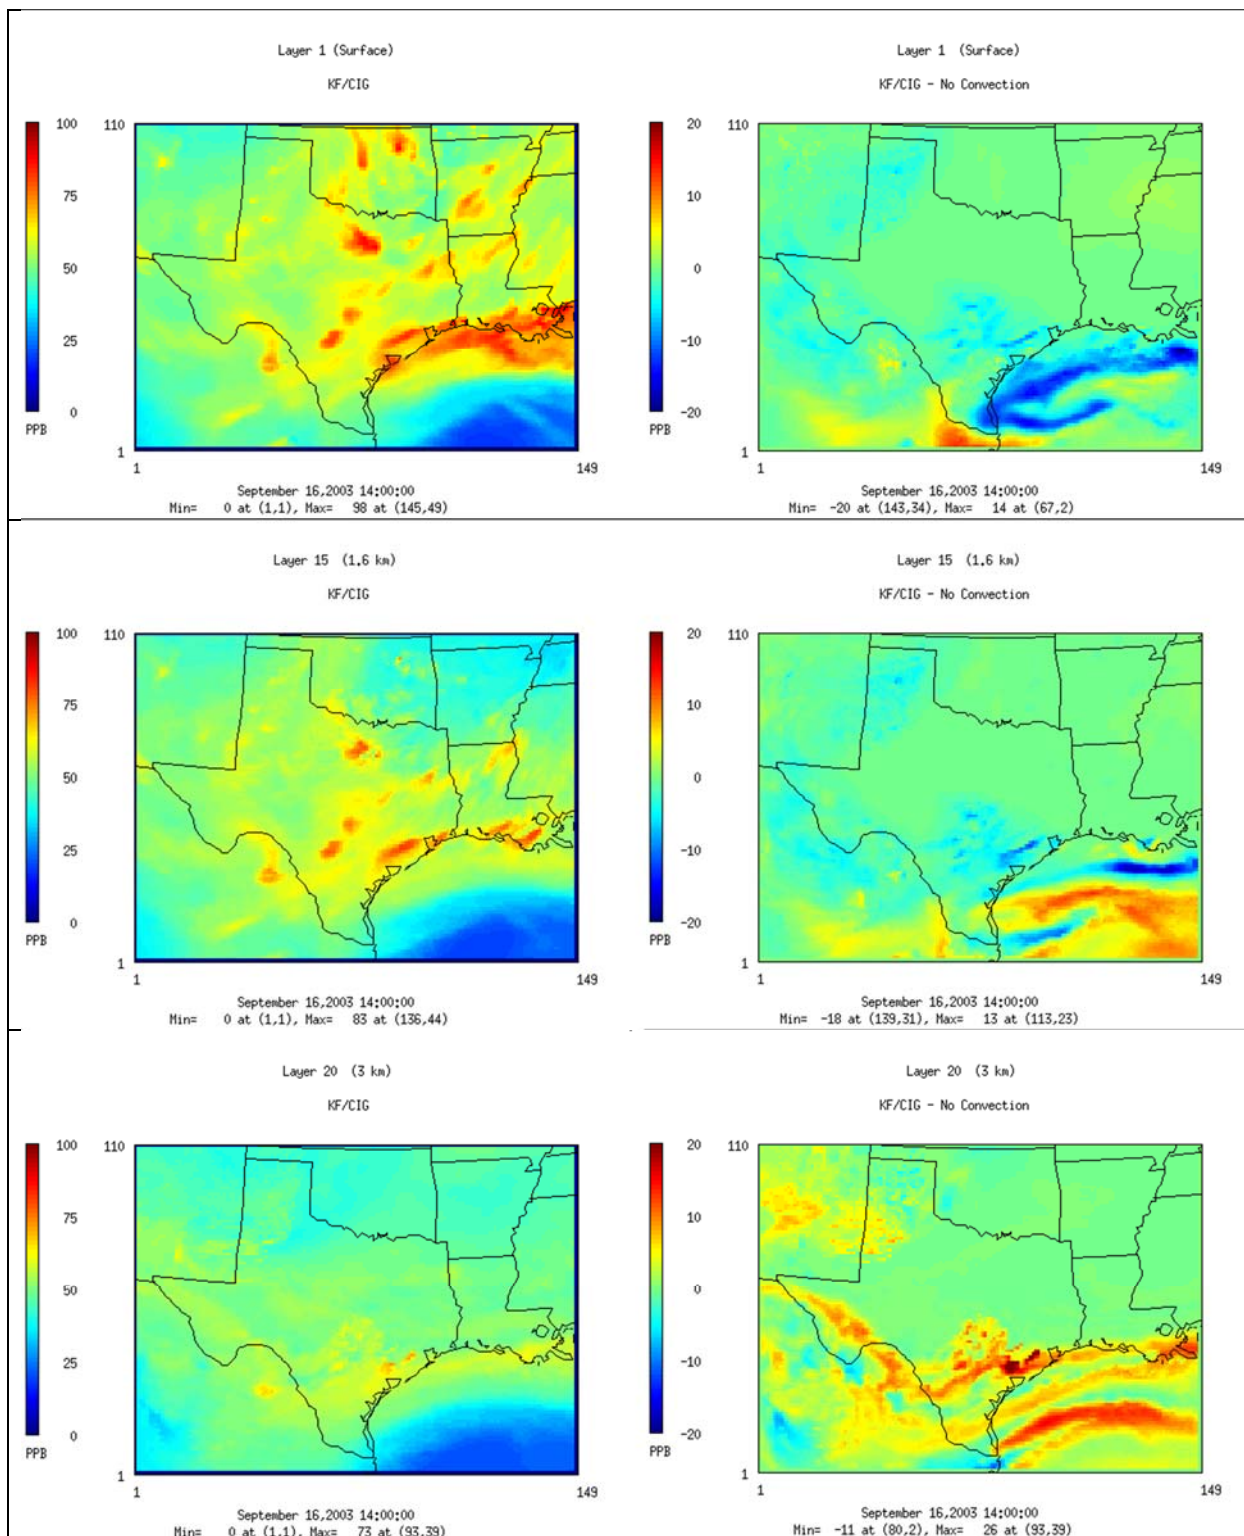 Layer 1 (Surface)
KF/CIG
100
75
50
25
0
PPB
110
1
1
149
September 16,2003 14:00:00
Min= 0 at (1,1), Max= 98 at (145,49)
Layer 1 (Surface)
KF/CIG - No Convection
20
10
0
-10
-20
PPB
110
1
1
149
September 16,2003 14:00:00
Min= -20 at (143,34), Max= 14 at (67,2)
Layer 15 (1.6 km)
KF/CIG
100
75
50
25
0
PPB
110
1
1
149
September 16,2003 14:00:00
Min= 0 at (1,1), Max= 83 at (136,44)
Layer 15 (1.6 km)
KF/CIG - No Convection
20
10
0
-10
-20
PPB
110
1
1
149
September 16,2003 14:00:00
Min= -18 at (139,31), Max= 13 at (113,23)
Layer 20 (3 km)
KF/CIG
100
75
50
25
0
PPB
110
1
1
149
September 16,2003 14:00:00
Min= 0 at (1,1), Max= 73 at (93,39)
Layer 20 (3 km)
KF/CIG - No Convection
20
10
0
-10
-20
PPB
110
1
1
149
September 16,2003 14:00:00
Min= -11 at (80,2), Max= 26 at (93,39)